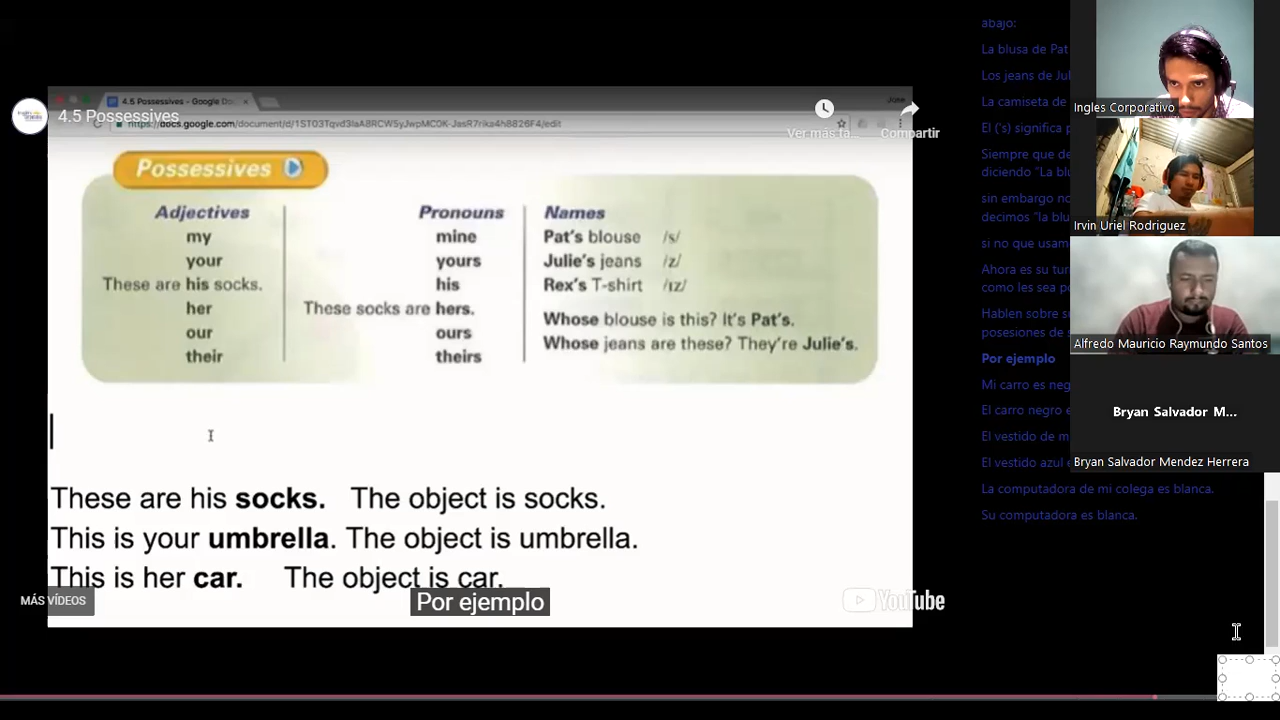 4.5 Possessives - Google Do
4.5 Possessives
Ver más ta...
Compartir
Possessives
Adjectives
my
your
These are his socks.
her
our
their
Pronouns
mine
yours
his
These socks are hers.
ours
theirs
Names
Pat's blouse /s/
Julie's jeans /z/
Rex's T-shirt /ɪz/
Whose blouse is this? It's Pat's.
Whose jeans are these? They're Julie's.
These are his socks. The object is socks.
This is your umbrella. The object is umbrella.
This is her car. The object is car.
MÁS VÍDEOS
Por ejemplo
YouTube
abajo:
La blusa de Pat
Los jeans de Jul
La camiseta de
El ('s) significa p
Siempre que de
diciendo "La blu
sin embargo no
decimos "la blu
si no que usam
Ahora es su tur
como les sea po
Hablen sobre su
posesiones de s
Por ejemplo
Mi carro es neg
El carro negro e
El vestido de m
El vestido azul e
La computadora de mi colega es blanca.
Su computadora es blanca.
Ingles Corporativo
Irvin Uriel Rodriguez
Alfredo Mauricio Raymundo Santos
Bryan Salvador M...
Bryan Salvador Mendez Herrera